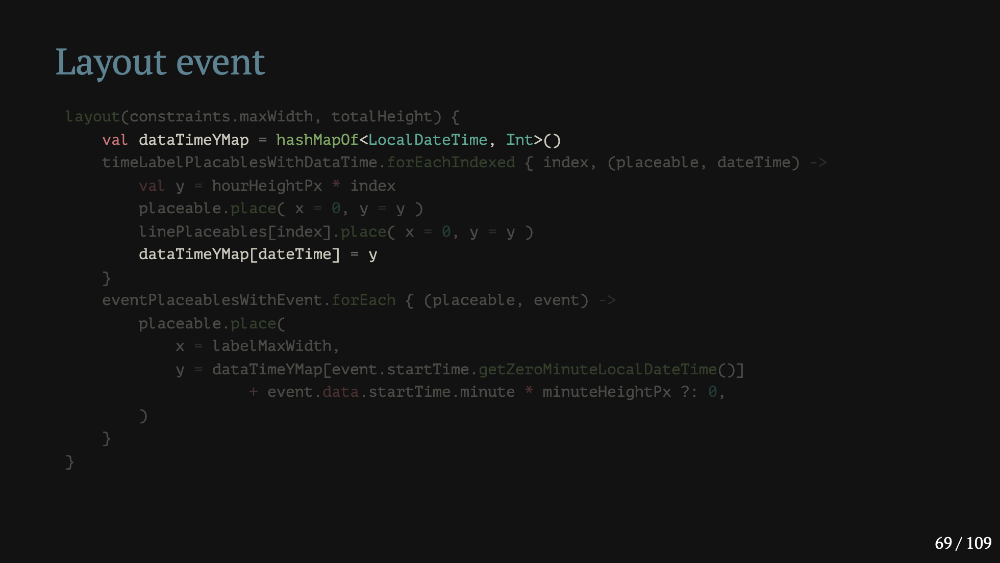 Layout event
layout(constraints.maxWidth, totalHeight) {
    val dataTimeYMap = hashMapOf<LocalDateTime, Int>()
    timeLabelPlacablesWithDataTime.forEachIndexed { index, (placeable, dateTime) ->
        val y = hourHeightPx * index
        placeable.place( x = 0, y = y )
        linePlaceables[index].place( x = 0, y = y )
        dataTimeYMap[dateTime] = y
    }
    eventPlaceablesWithEvent.forEach { (placeable, event) ->
        placeable.place(
            x = labelMaxWidth,
            y = dataTimeYMap[event.startTime.getZeroMinuteLocalDateTime()]
                    + event.data.startTime.minute * minuteHeightPx ?: 0,
        )
    }
}
69 / 109